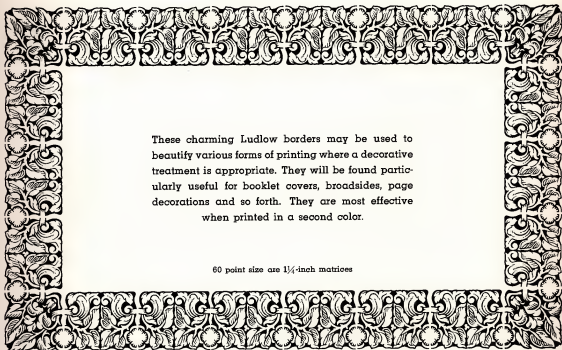 These charming Ludlow borders may be used to
beautify various forms of printing where a decorative
treatment is appropriate. They will be found partic-
ularly useful for booklet covers, broadsides, page
decorations and so forth. They are most effective
when printed in a second color.
60 point size are 1¼-inch matrices